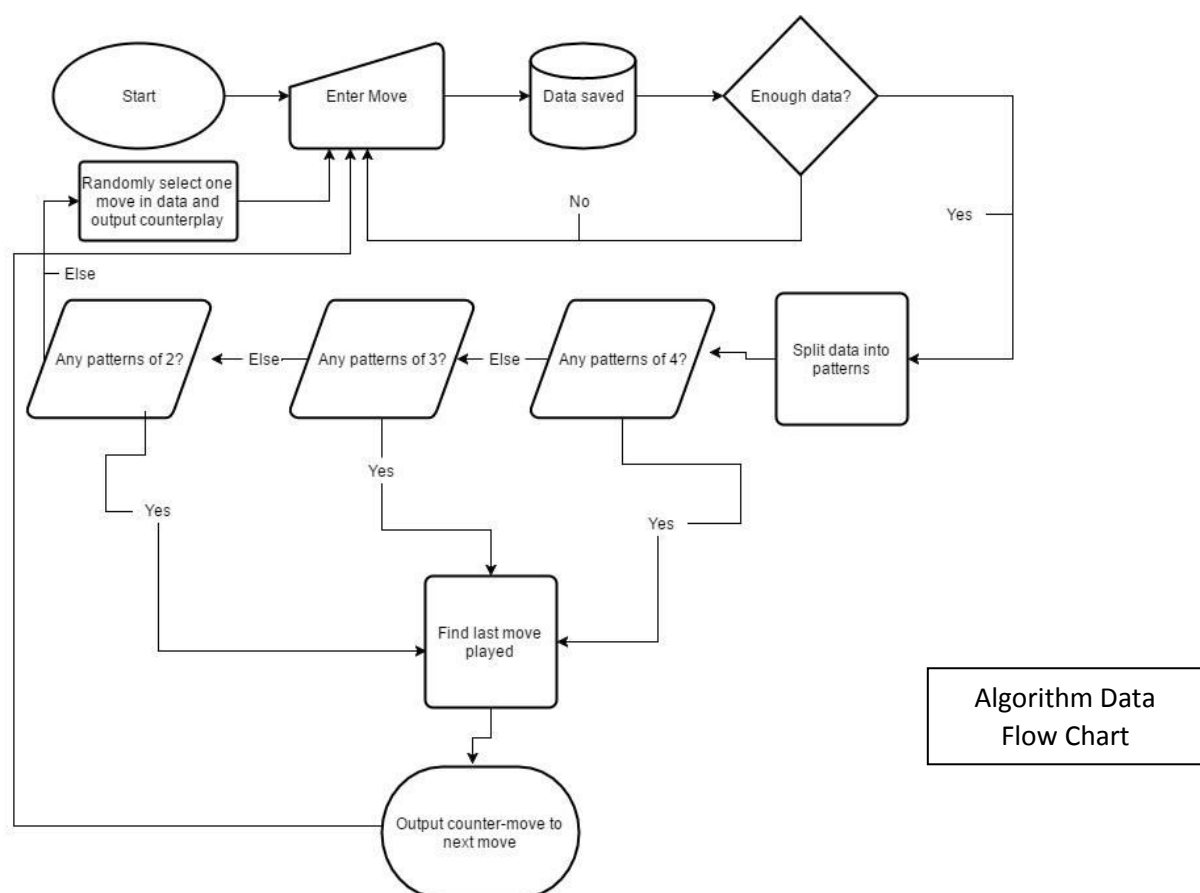 Start
Enter Move
Data saved
Enough data?
Randomly select one
move in data and
output counterplay
No
Yes
Else
Any patterns of 2?
Else
Any patterns of 3?
Else
Any patterns of 4?
Split data into
patterns
Yes
Yes
Yes
Find last move
played
Algorithm Data
Flow Chart
Output counter-move to
next move